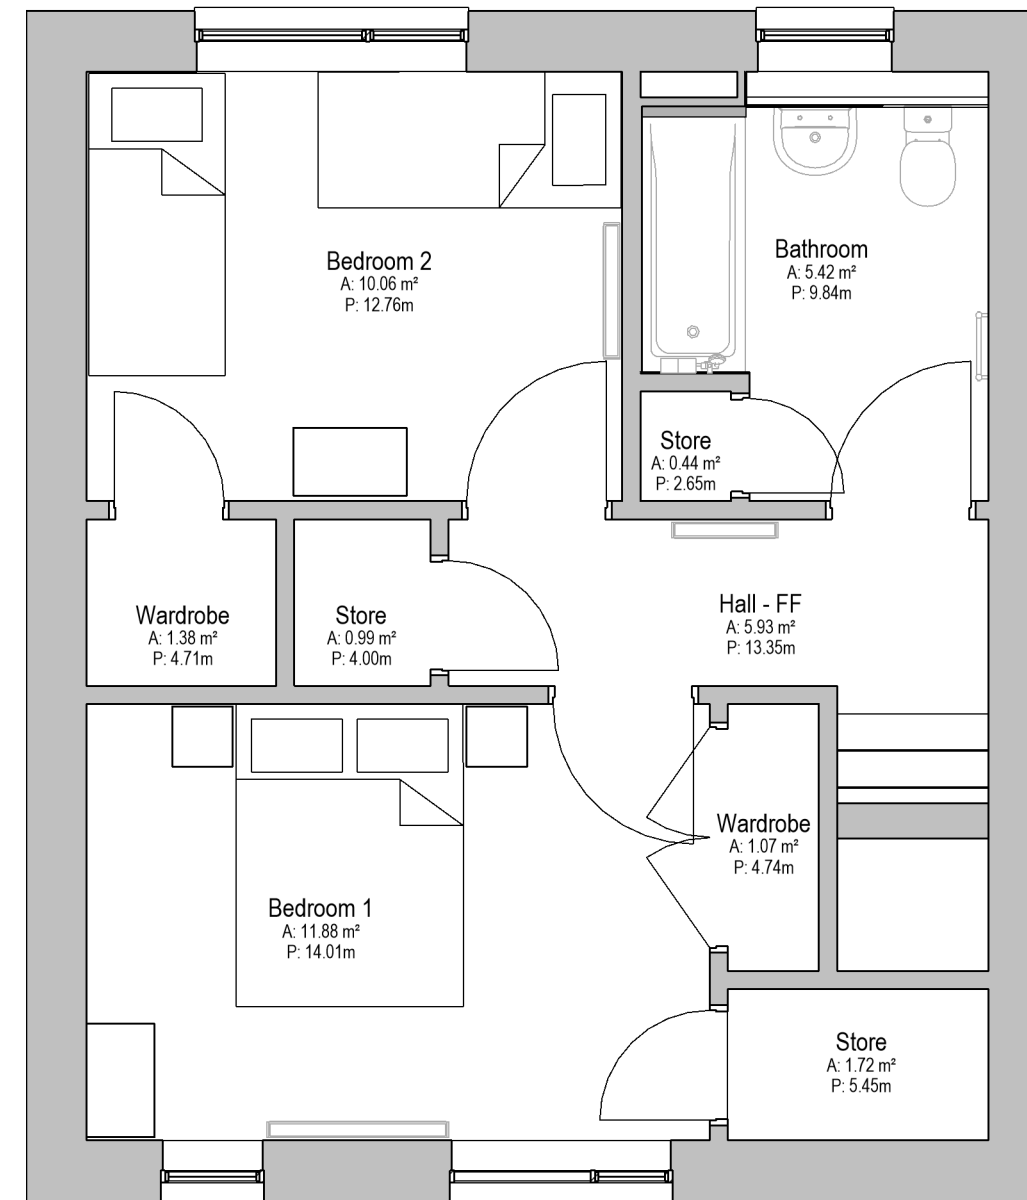 Bedroom 2
A: 10.06 m²
P: 12.76m
Bathroom
A: 5.42 m²
P: 9.84m
Store
A: 0.44 m²
P: 2.65m
Wardrobe
A: 1.38 m²
P: 4.71m
Store
A: 0.99 m²
P: 4.00m
Hall - FF
A: 5.93 m²
P: 13.35m
Wardrobe
A: 1.07 m²
P: 4.74m
Bedroom 1
A: 11.88 m²
P: 14.01m
Store
A: 1.72 m²
P: 5.45m